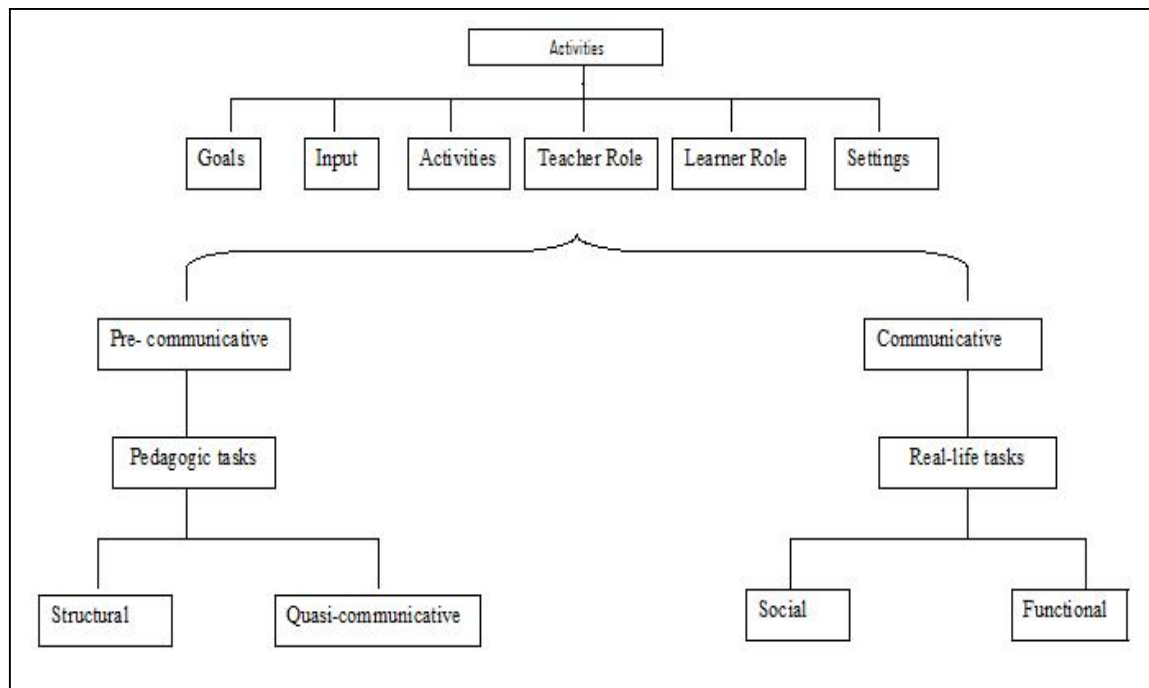 Activities
Goals
Input
Activities
Teacher Role
Learner Role
Settings
Pre- communicative
Communicative
Pedagogic tasks
Real-life tasks
Structural
Quasi-communicative
Social
Functional